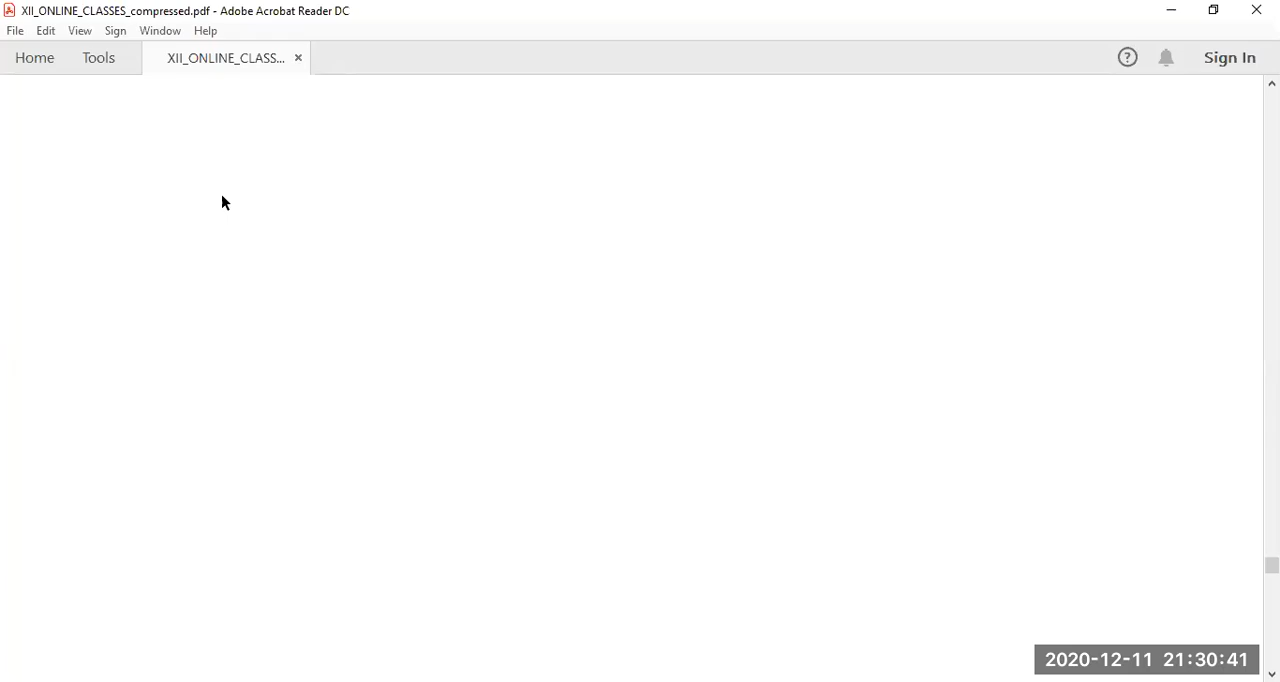 XII_ONLINE_CLASSES_compressed.pdf - Adobe Acrobat Reader DC
File Edit View Sign Window Help
Home Tools XII_ONLINE_CLASS... × ? Sign In
2020-12-11 21:30:41